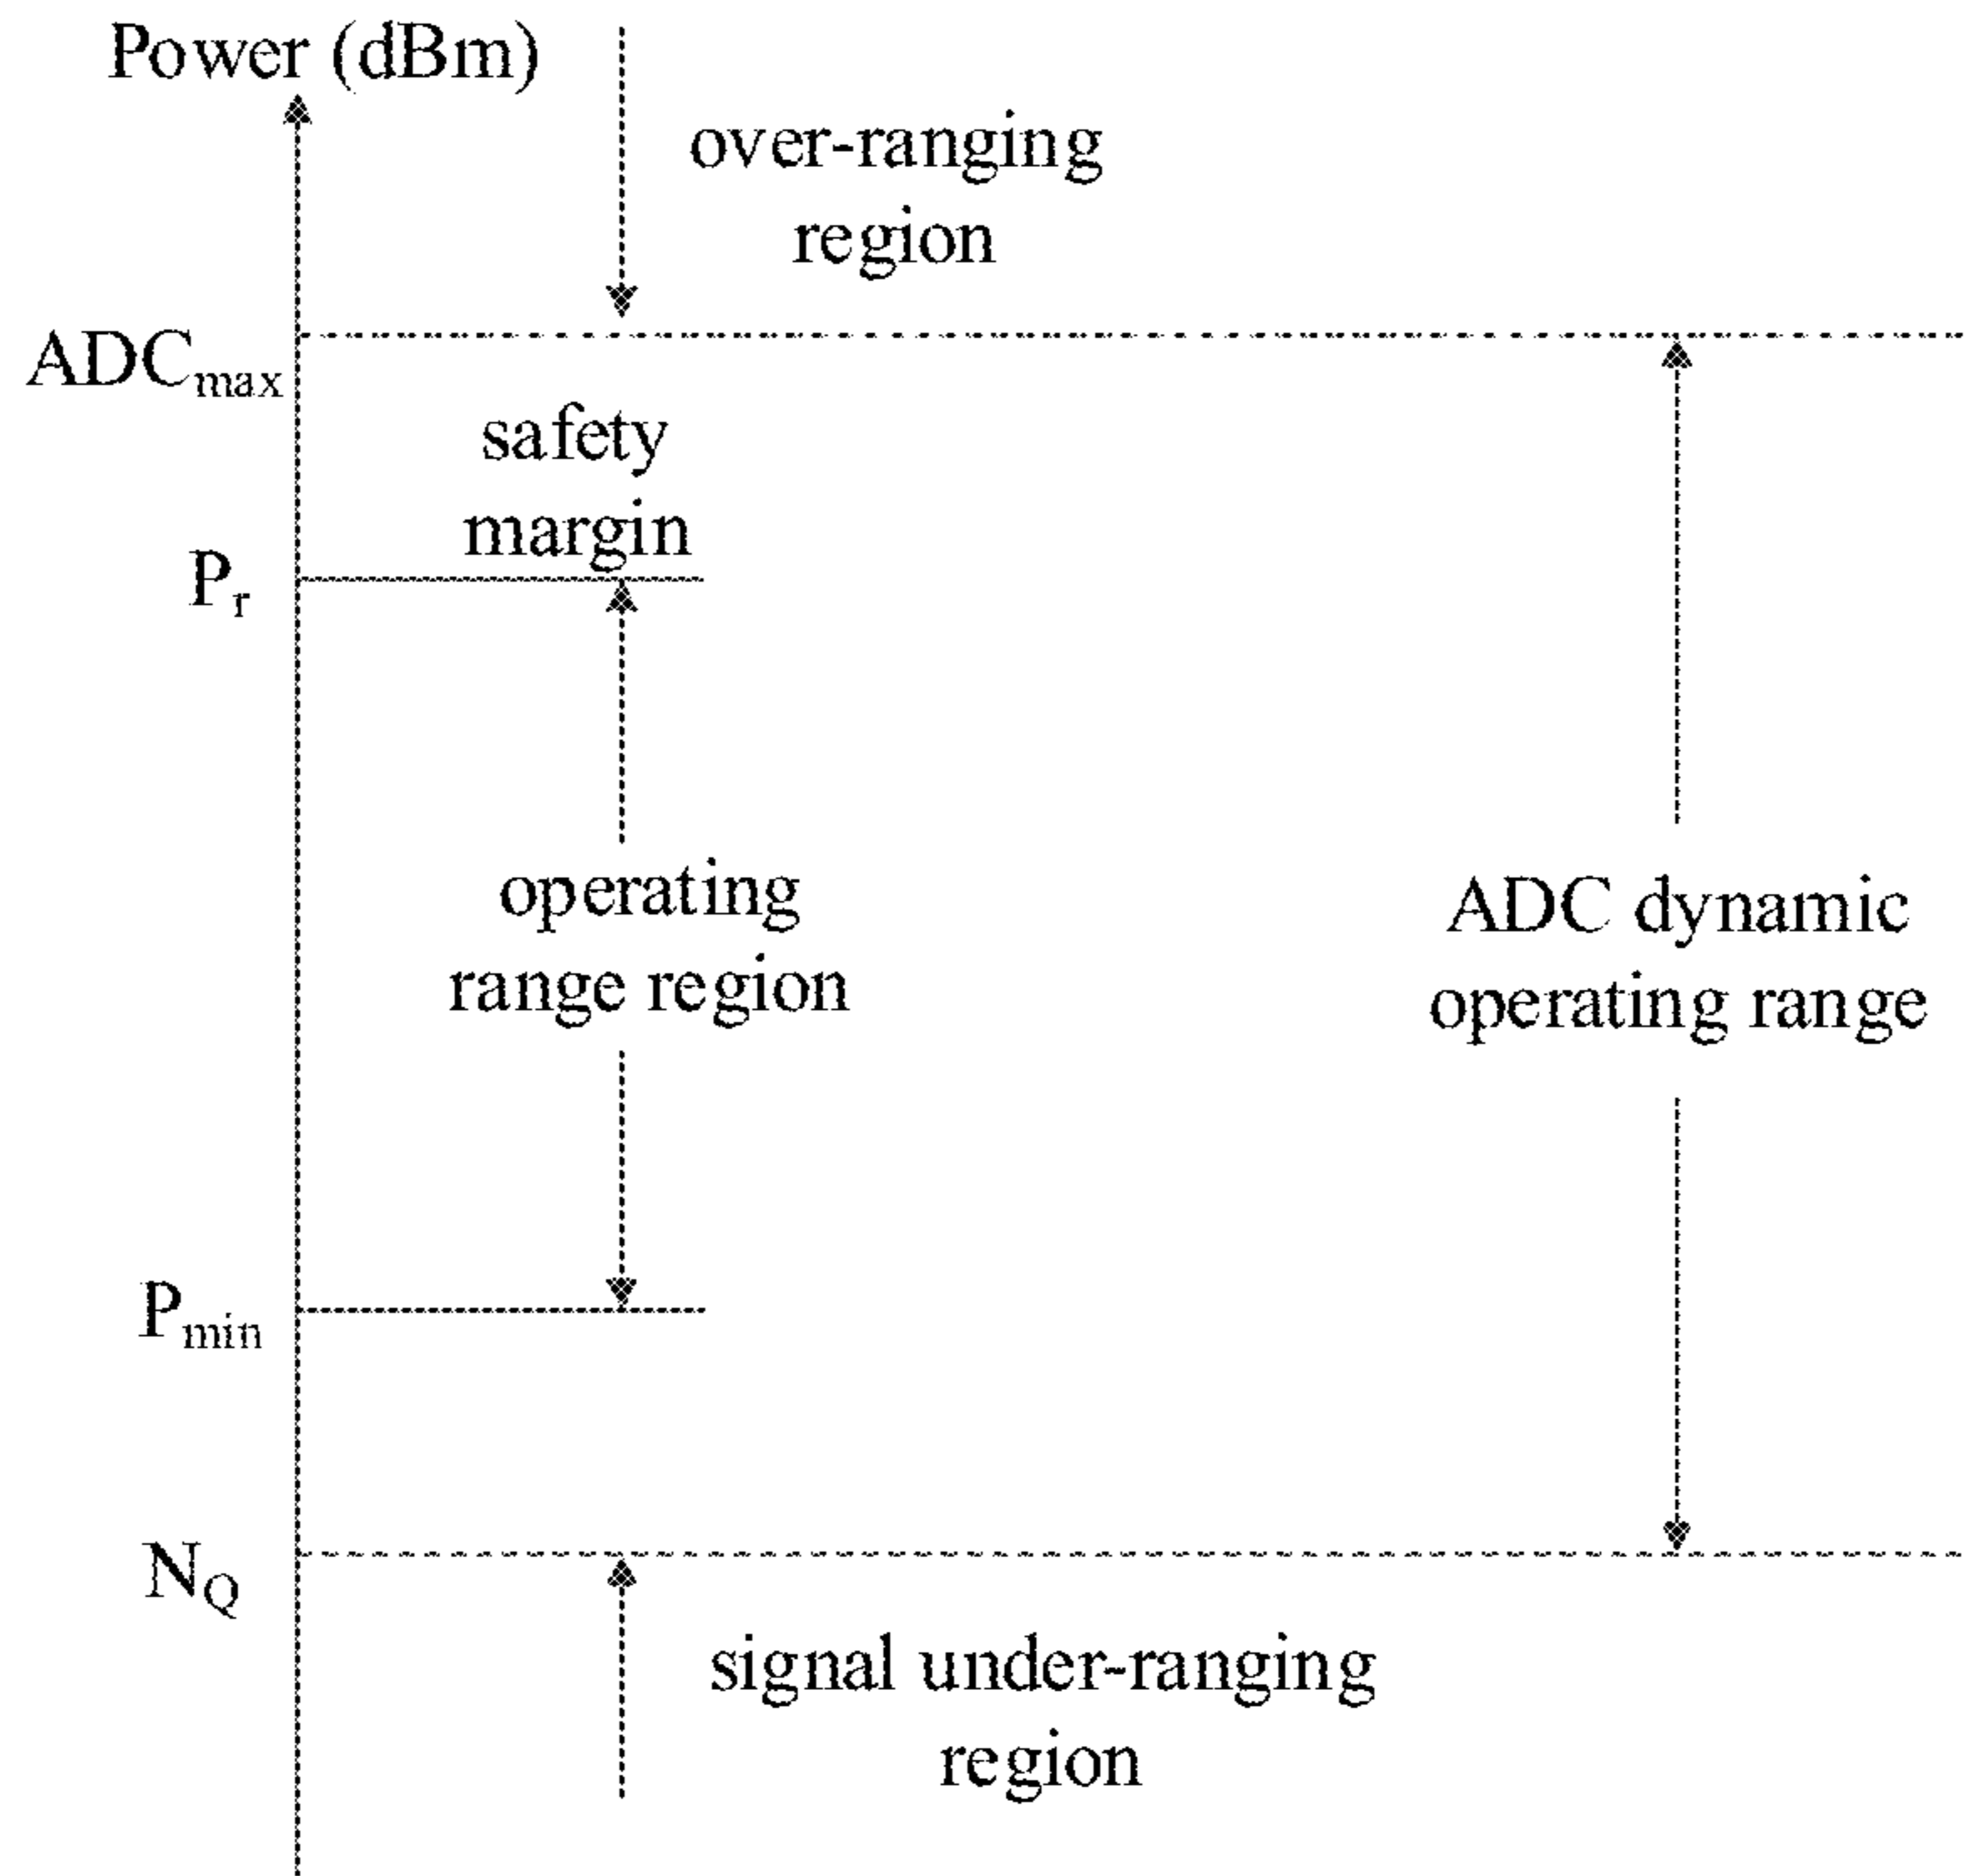 Power (dBm)
over-ranging
region
ADCmax
safety
margin
Pr
operating
range region
ADC dynamic
operating range
Pmin
NQ
signal under-ranging
region